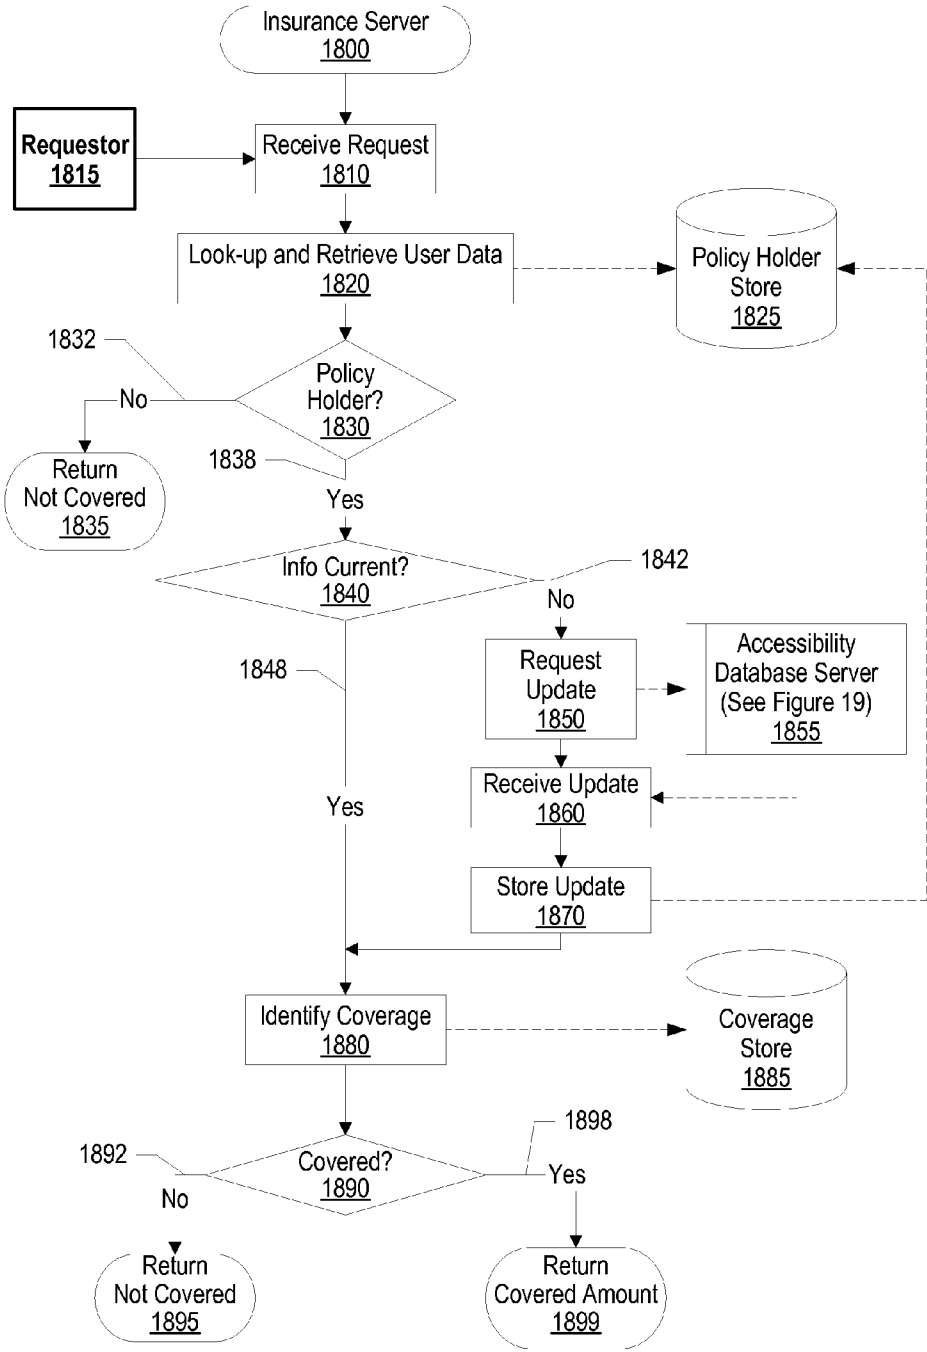 Insurance Server
1800
Requestor
1815
Receive Request
1810
Look-up and Retrieve User Data
1820
Policy Holder
Store
1825
1832
Policy
Holder?
1830
No
Return
Not Covered
1835
1838
Yes
Info Current?
1840
1842
No
1848
Request
Update
1850
Accessibility
Database Server
(See Figure 19)
1855
Receive Update
1860
Yes
Store Update
1870
Identify Coverage
1880
Coverage
Store
1885
1892
Covered?
1890
1898
No
Yes
Return
Not Covered
1895
Return
Covered Amount
1899